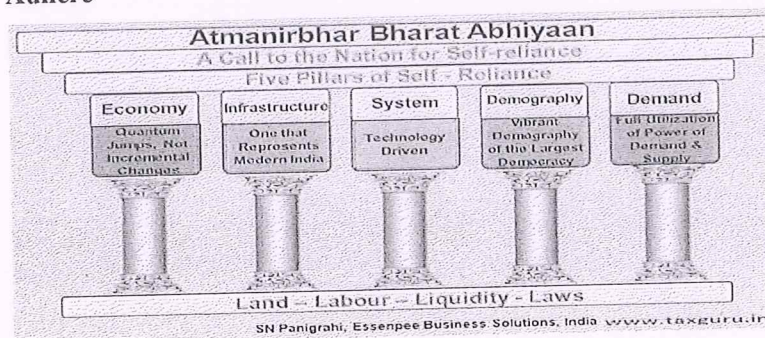 Atmanirbhar Bharat Abhiyaan
A Call to the Nation for Self-reliance
Five Pillars of Self - Reliance
Economy
Quantum
Jumps, Not
Incremental
Changes
Infrastructure
One that
Represents
Modern India
System
Technology
Driven
Demography
Vibrant
Demography
of the Largest
Democracy
Demand
Full Utilization
of Power of
Demand &
Supply
Land – Labour – Liquidity - Laws
SN Panigrahi, Essenpee Business Solutions, India www.taxguru.in